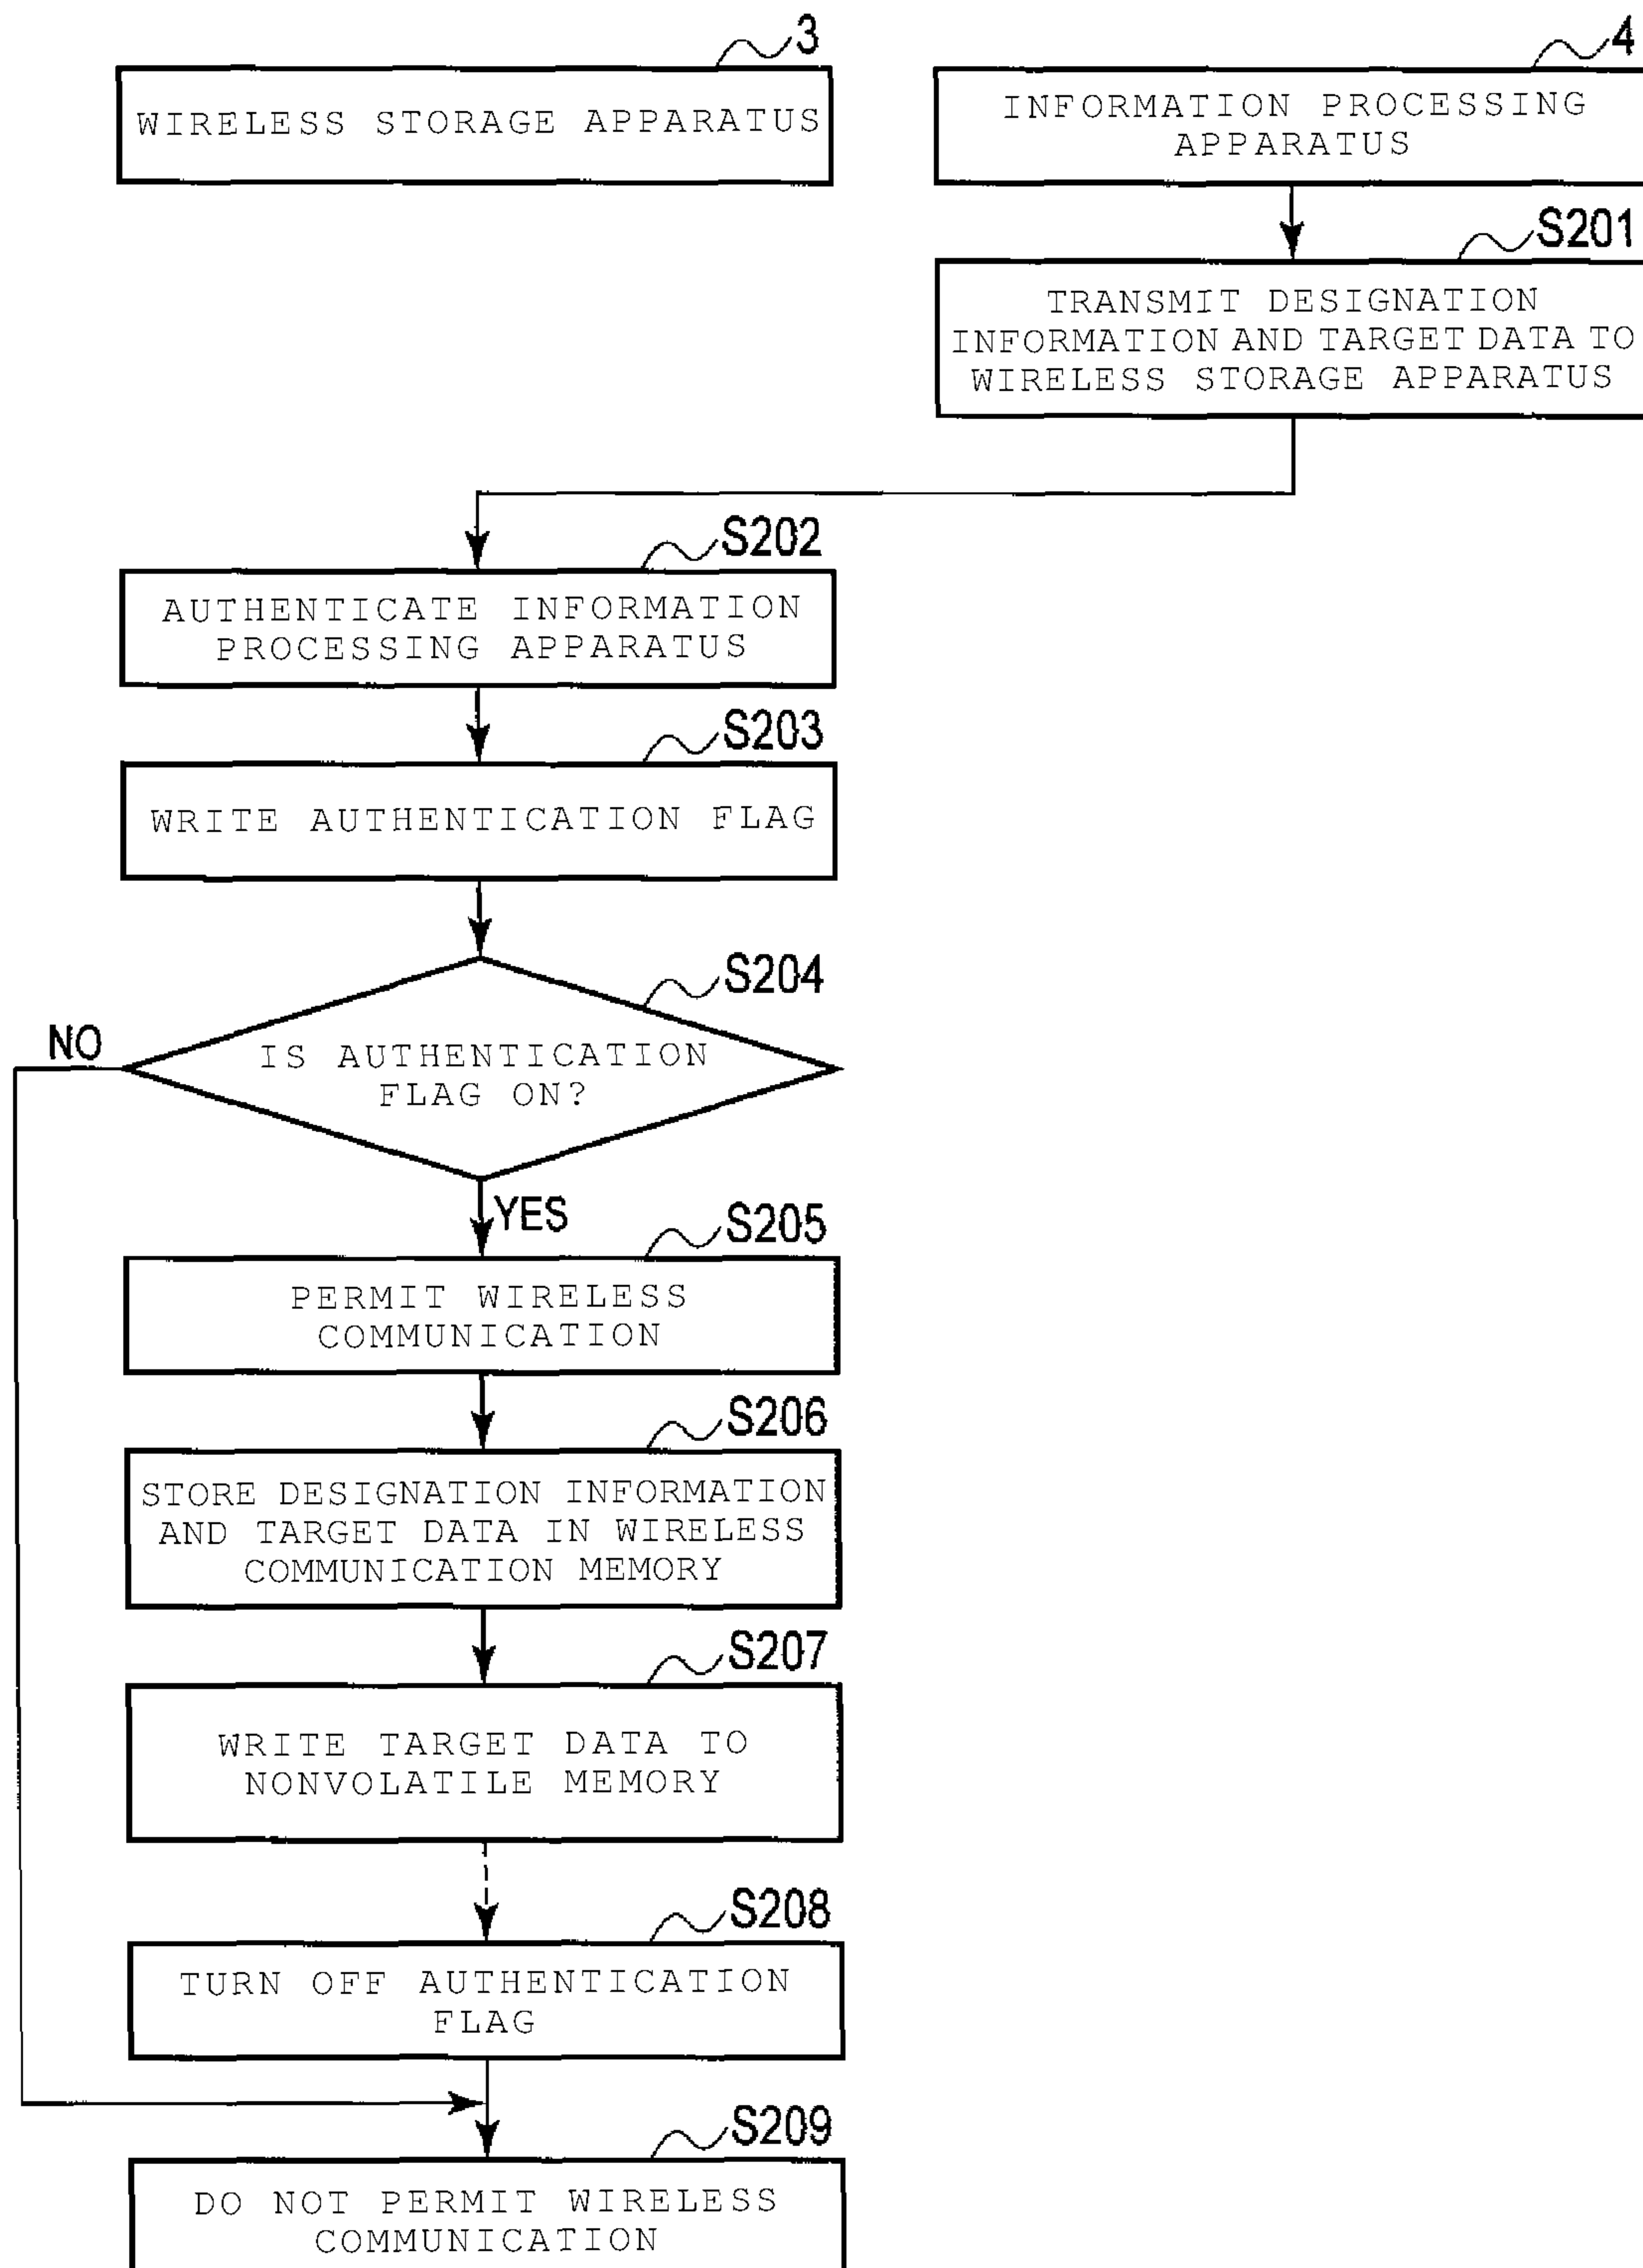 3
WIRELESS STORAGE APPARATUS
4
INFORMATION PROCESSING
APPARATUS
S201
TRANSMIT DESIGNATION
INFORMATION AND TARGET DATA TO
WIRELESS STORAGE APPARATUS
S202
AUTHENTICATE INFORMATION
PROCESSING APPARATUS
S203
WRITE AUTHENTICATION FLAG
S204
NO
IS AUTHENTICATION
FLAG ON?
YES
S205
PERMIT WIRELESS
COMMUNICATION
S206
STORE DESIGNATION INFORMATION
AND TARGET DATA IN WIRELESS
COMMUNICATION MEMORY
S207
WRITE TARGET DATA TO
NONVOLATILE MEMORY
S208
TURN OFF AUTHENTICATION
FLAG
S209
DO NOT PERMIT WIRELESS
COMMUNICATION